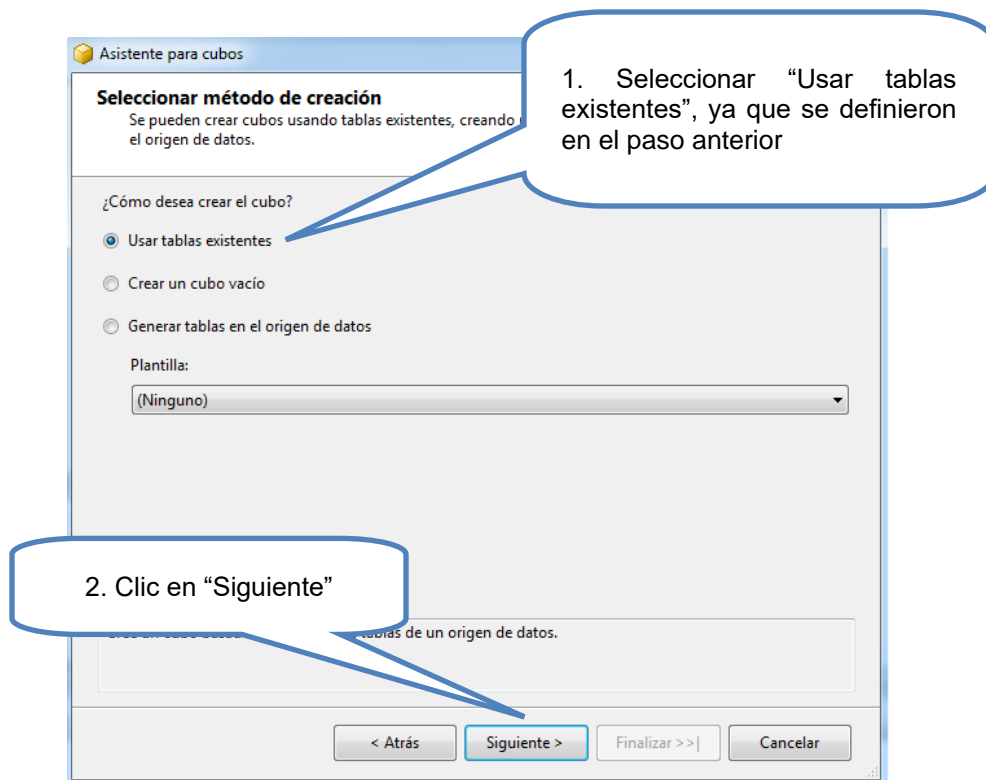 Asistente para cubos
Seleccionar método de creación
Se pueden crear cubos usando tablas existentes, creando
el origen de datos.
1. Seleccionar “Usar tablas
existentes”, ya que se definieron
en el paso anterior
¿Cómo desea crear el cubo?
Usar tablas existentes
Crear un cubo vacío
Generar tablas en el origen de datos
Plantilla:
(Ninguno)
2. Clic en “Siguiente”
tablas de un origen de datos.
< Atrás
Siguiente >
Finalizar >>|
Cancelar